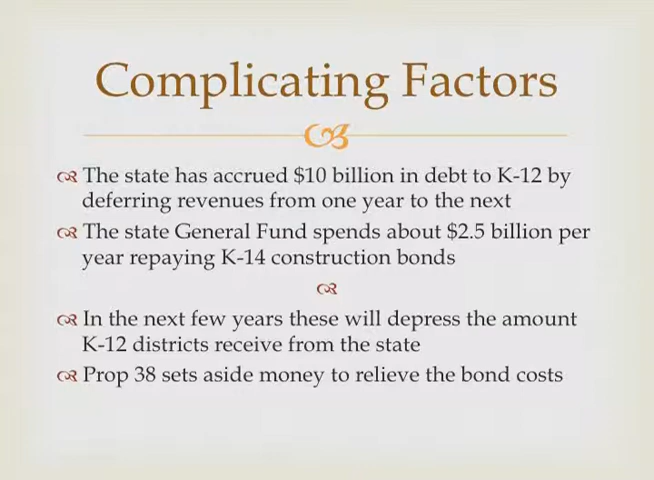 Complicating Factors
The state has accrued $10 billion in debt to K-12 by
deferring revenues from one year to the next
The state General Fund spends about $2.5 billion per
year repaying K-14 construction bonds
In the next few years these will depress the amount
K-12 districts receive from the state
Prop 38 sets aside money to relieve the bond costs